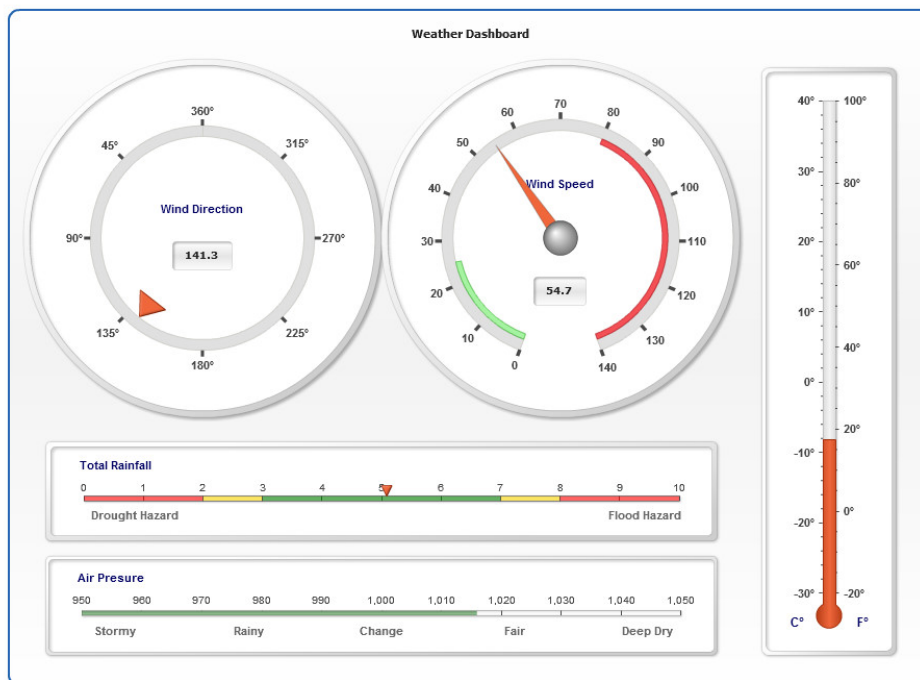 Weather Dashboard
360°
45° 315°
Wind Direction
90° 270°
141.3
135° 225°
180°
70
60 80
50 90
Wind Speed
40 100
30 110
54.7
20 120
10 130
0 140
40° 100°
30° 80°
20° 60°
10° 40°
0° 20°
-10° 0°
-20° -20°
-30°
C° F°
Total Rainfall
0 1 2 3 4 5 6 7 8 9 10
Drought Hazard Flood Hazard
Air Presure
950 960 970 980 990 1,000 1,010 1,020 1,030 1,040 1,050
Stormy Rainy Change Fair Deep Dry